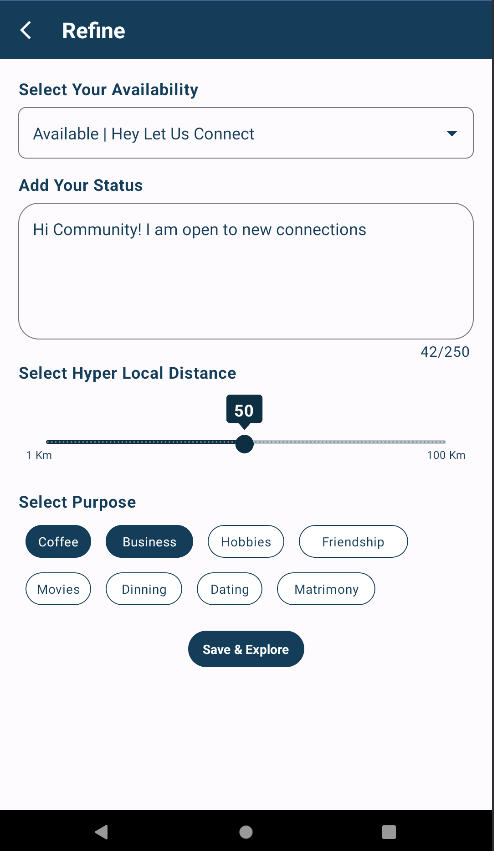 Refine
Select Your Availability
Available | Hey Let Us Connect
Add Your Status
Hi Community! I am open to new connections
42/250
Select Hyper Local Distance
50
1 Km 100 Km
Select Purpose
Coffee Business Hobbies Friendship
Movies Dinning Dating Matrimony
Save & Explore